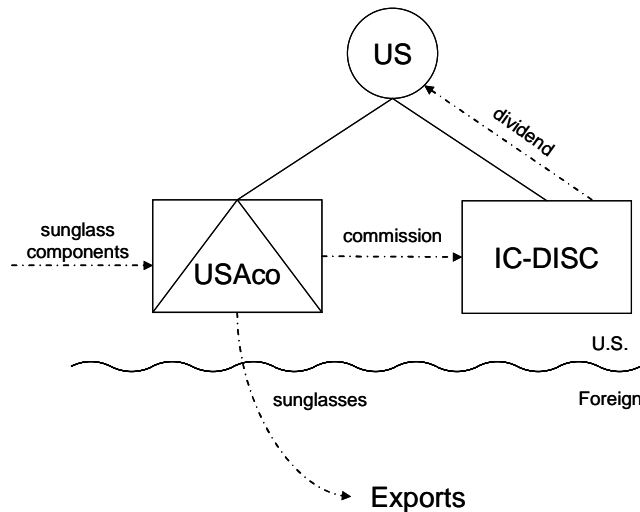 US
dividend
sunglass
components
USAco
commission
IC-DISC
U.S.
sunglasses
Foreign
Exports